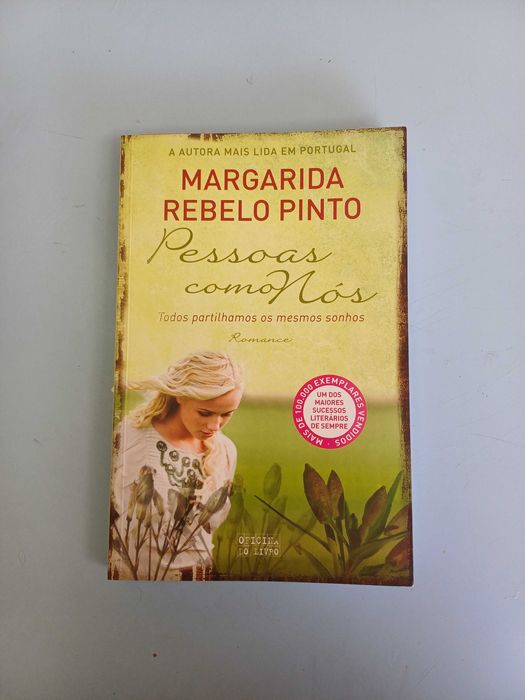 A AUTORA MAIS LIDA EM PORTUGAL
MARGARIDA
REBELO PINTO
Pessoas
como Nós
Todos partilhamos os mesmos sonhos
Romance
MAIS DE 100.000 EXEMPLARES VENDIDOS ·
UM DOS
MAIORES
SUCESSOS
LITERÁRIOS
DE SEMPRE
OFICINA
DO LIVRO